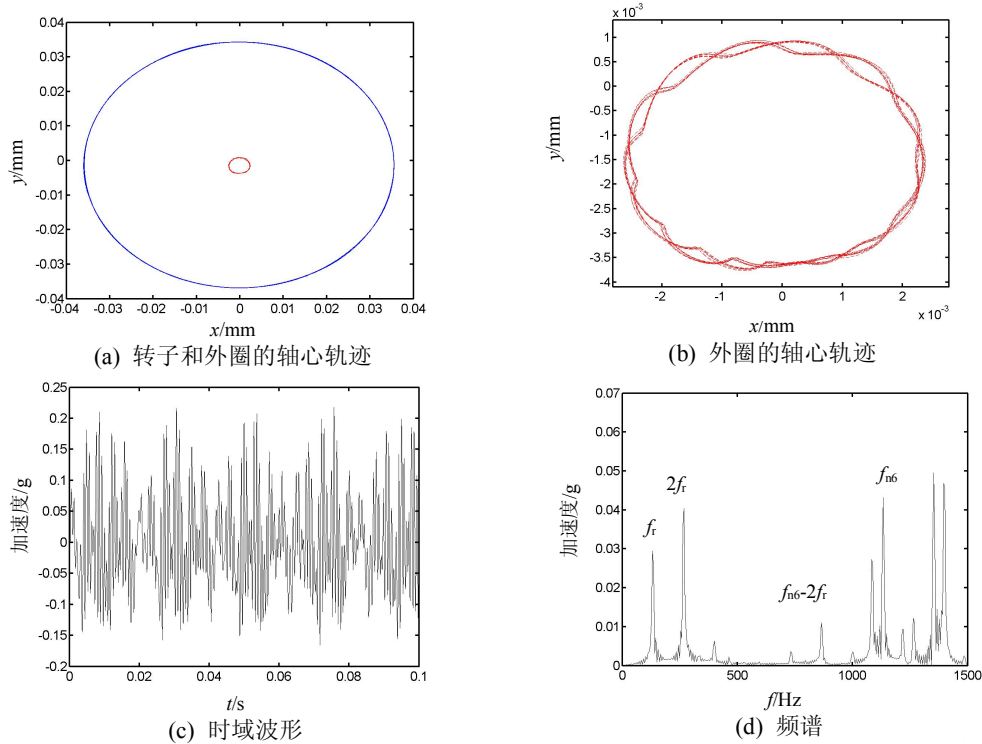 0.04
0.03
0.02
0.01
0
-0.01
-0.02
-0.03
-0.04
y/mm
-0.04 -0.03 -0.02 -0.01 0 0.01 0.02 0.03 0.04
x/mm
(a) 转子和外圈的轴心轨迹
x 10⁻³
1
0.5
0
-0.5
-1
-1.5
-2
-2.5
-3
-3.5
-4
y/mm
-2 -1 0 1 2
x 10⁻³
x/mm
(b) 外圈的轴心轨迹
0.25
0.2
0.15
0.1
0.05
0
-0.05
-0.1
-0.15
-0.2
加速度/g
0 0.02 0.04 0.06 0.08 0.1
t/s
(c) 时域波形
0.07
0.06
0.05
0.04
0.03
0.02
0.01
0
加速度/g
fr
2fr
fn6-2fr
fn6
0 500 1000 1500
f/Hz
(d) 频谱